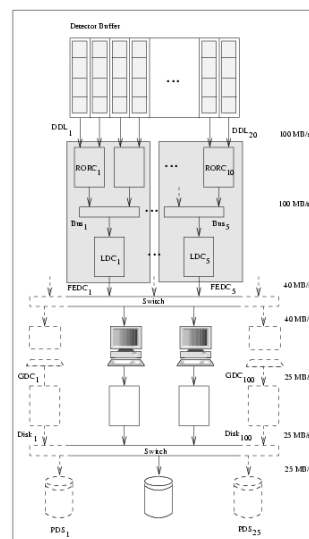 Detector Buffer
...
DDL1 DDL20 100 MB/s
RORC1 ... RORC10
100 MB/s
Bus1 ... Bus5
LDC1 ... LDC5
FEDC1 FEDC5 40 MB/s
Switch
40 MB/s
GDC1 GDC100 25 MB/s
Disk1 Disk100 25 MB/s
Switch
25 MB/s
PDS1 PDS25